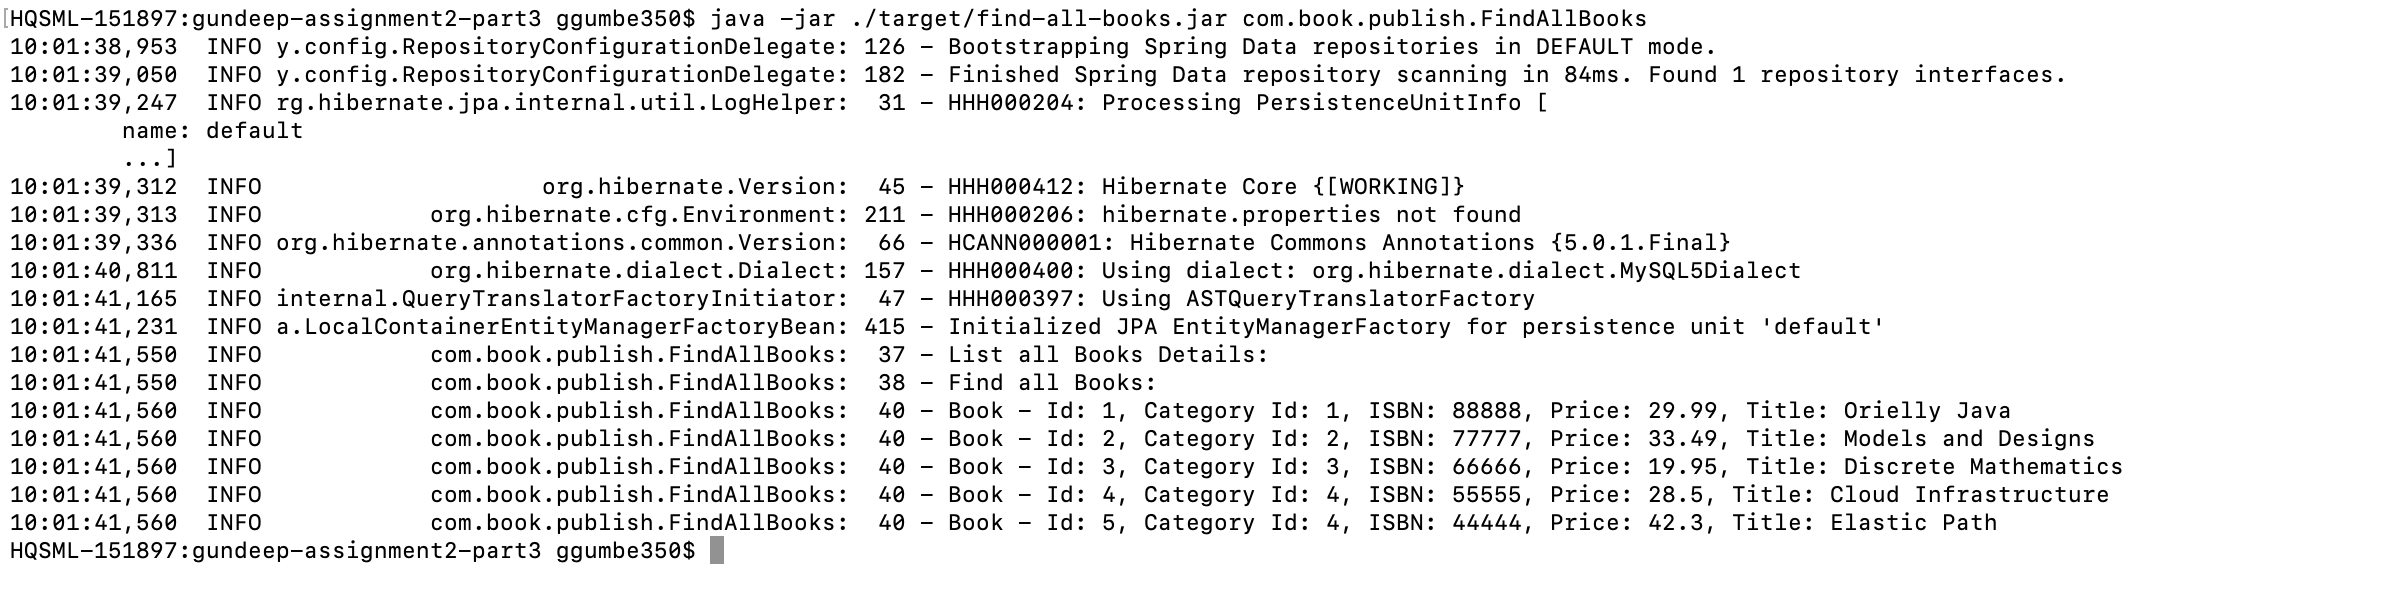 HQSML-151897:gundeep-assignment2-part3 ggumbe350$ java -jar ./target/find-all-books.jar com.book.publish.FindAllBooks
10:01:38,953  INFO y.config.RepositoryConfigurationDelegate: 126 - Bootstrapping Spring Data repositories in DEFAULT mode.
10:01:39,050  INFO y.config.RepositoryConfigurationDelegate: 182 - Finished Spring Data repository scanning in 84ms. Found 1 repository interfaces.
10:01:39,247  INFO rg.hibernate.jpa.internal.util.LogHelper:  31 - HHH000204: Processing PersistenceUnitInfo [
        name: default
        ...]
10:01:39,312  INFO                    org.hibernate.Version:  45 - HHH000412: Hibernate Core {[WORKING]}
10:01:39,313  INFO            org.hibernate.cfg.Environment: 211 - HHH000206: hibernate.properties not found
10:01:39,336  INFO org.hibernate.annotations.common.Version:  66 - HCANN000001: Hibernate Commons Annotations {5.0.1.Final}
10:01:40,811  INFO            org.hibernate.dialect.Dialect: 157 - HHH000400: Using dialect: org.hibernate.dialect.MySQL5Dialect
10:01:41,165  INFO internal.QueryTranslatorFactoryInitiator:  47 - HHH000397: Using ASTQueryTranslatorFactory
10:01:41,231  INFO a.LocalContainerEntityManagerFactoryBean: 415 - Initialized JPA EntityManagerFactory for persistence unit 'default'
10:01:41,550  INFO            com.book.publish.FindAllBooks:  37 - List all Books Details:
10:01:41,550  INFO            com.book.publish.FindAllBooks:  38 - Find all Books:
10:01:41,560  INFO            com.book.publish.FindAllBooks:  40 - Book - Id: 1, Category Id: 1, ISBN: 88888, Price: 29.99, Title: Orielly Java
10:01:41,560  INFO            com.book.publish.FindAllBooks:  40 - Book - Id: 2, Category Id: 2, ISBN: 77777, Price: 33.49, Title: Models and Designs
10:01:41,560  INFO            com.book.publish.FindAllBooks:  40 - Book - Id: 3, Category Id: 3, ISBN: 66666, Price: 19.95, Title: Discrete Mathematics
10:01:41,560  INFO            com.book.publish.FindAllBooks:  40 - Book - Id: 4, Category Id: 4, ISBN: 55555, Price: 28.5, Title: Cloud Infrastructure
10:01:41,560  INFO            com.book.publish.FindAllBooks:  40 - Book - Id: 5, Category Id: 4, ISBN: 44444, Price: 42.3, Title: Elastic Path
HQSML-151897:gundeep-assignment2-part3 ggumbe350$